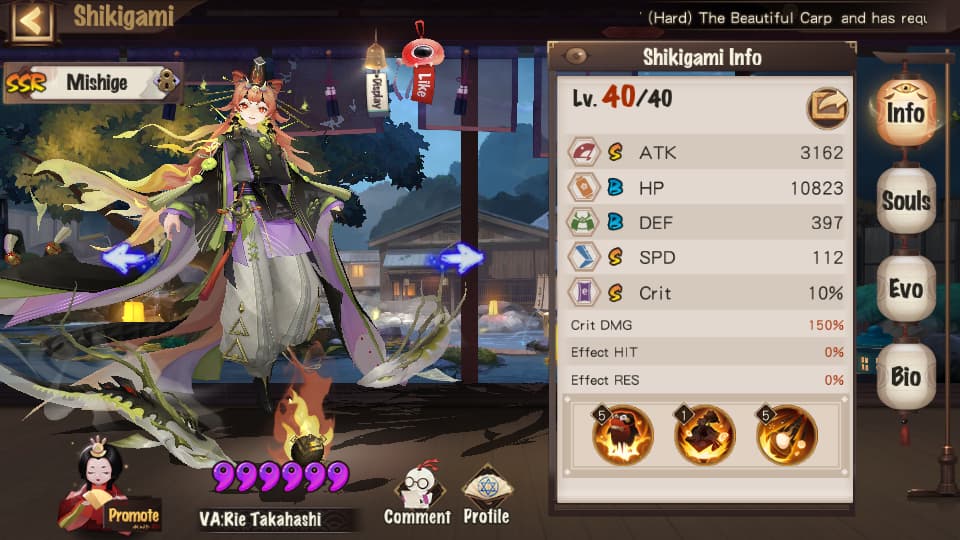 Shikigami
(Hard) The Beautiful Carp and has requ
SSR Mishige
Display
Like
Shikigami Info
Lv. 40/40
S ATK 3162
B HP 10823
B DEF 397
S SPD 112
S Crit 10%
Crit DMG 150%
Effect HIT 0%
Effect RES 0%
5 1 5
Info
Souls
Evo
Bio
999999
Promote
VA:Rie Takahashi
Comment
Profile